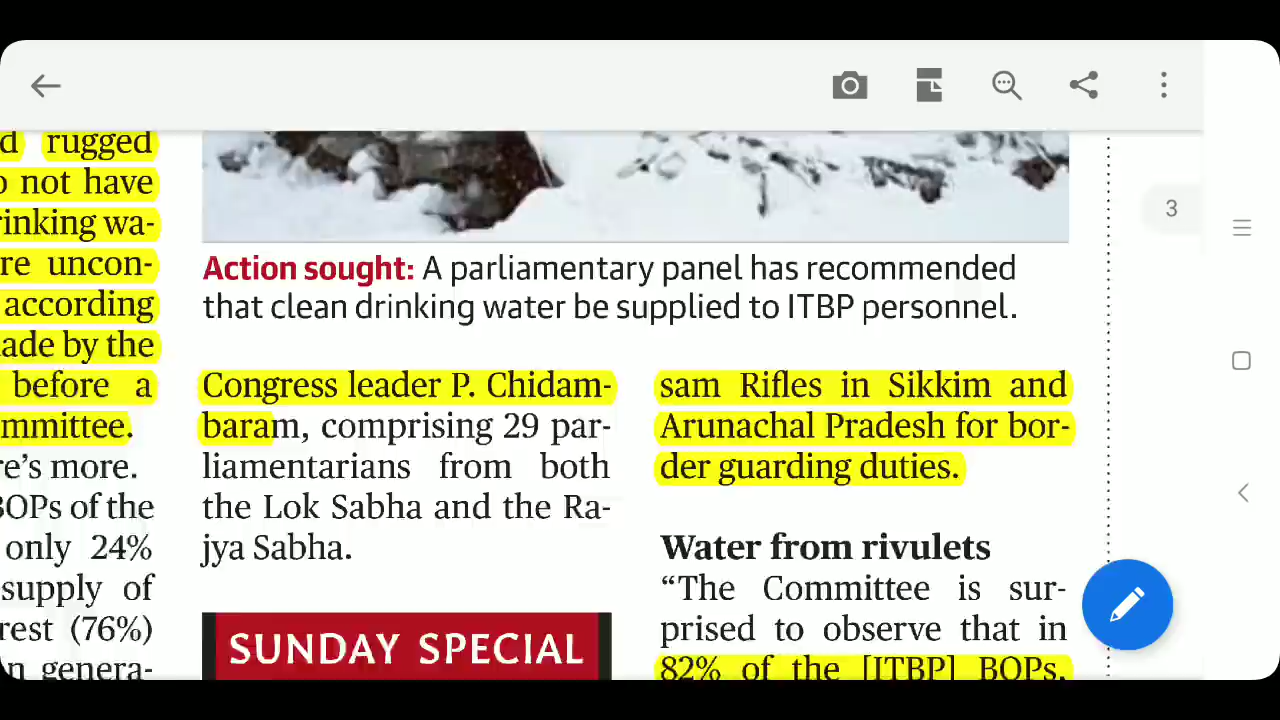 3
d rugged
o not have
rinking wa-
re uncon-
according
ade by the
before a
mmittee.
re's more.
BOPs of the
only 24%
supply of
rest (76%)
n genera-
Action sought: A parliamentary panel has recommended
that clean drinking water be supplied to ITBP personnel.
Congress leader P. Chidam-
baram, comprising 29 par-
liamentarians from both
the Lok Sabha and the Ra-
jya Sabha.
SUNDAY SPECIAL
sam Rifles in Sikkim and
Arunachal Pradesh for bor-
der guarding duties.
Water from rivulets
“The Committee is sur-
prised to observe that in
82% of the [ITBP] BOPs,